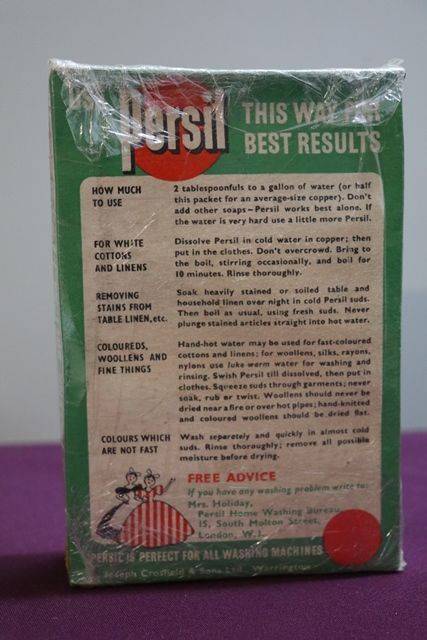 Persil
THIS WAY FOR
BEST RESULTS
HOW MUCH
TO USE
2 tablespoonfuls to a gallon of water (or half
this packet for an average-size copper). Don't
add other soaps – Persil works best alone. If
the water is very hard use a little more Persil.
FOR WHITE
COTTONS
AND LINENS
Dissolve Persil in cold water in copper; then
put in the clothes. Don't overcrowd. Bring to
the boil, stirring occasionally, and boil for
10 minutes. Rinse thoroughly.
REMOVING
STAINS FROM
TABLE LINEN, etc.
Soak heavily stained or soiled table and
household linen over night in cold Persil suds.
Then boil as usual, using fresh suds. Never
plunge stained articles straight into hot water.
COLOUREDS,
WOOLLENS AND
FINE THINGS
Hand-hot water may be used for fast-coloured
cottons and linens; for woollens, silks, rayons,
nylons use luke warm water for washing and
rinsing. Swish Persil till dissolved, then put in
clothes. Squeeze suds through garments; never
soak, rub or twist. Woollens should never be
dried near a fire or over hot pipes; hand-knitted
and coloured woollens should be dried flat.
COLOURS WHICH
ARE NOT FAST
Wash separately and quickly in almost cold
suds. Rinse thoroughly; remove all possible
moisture before drying.
FREE ADVICE
If you have any washing problem write to:
Mrs. Holiday,
Persil Home Washing Bureau,
15, South Molton Street,
London, W.1.
PERSIL IS PERFECT FOR ALL WASHING MACHINES
Joseph Crosfield & Sons Ltd., Warrington